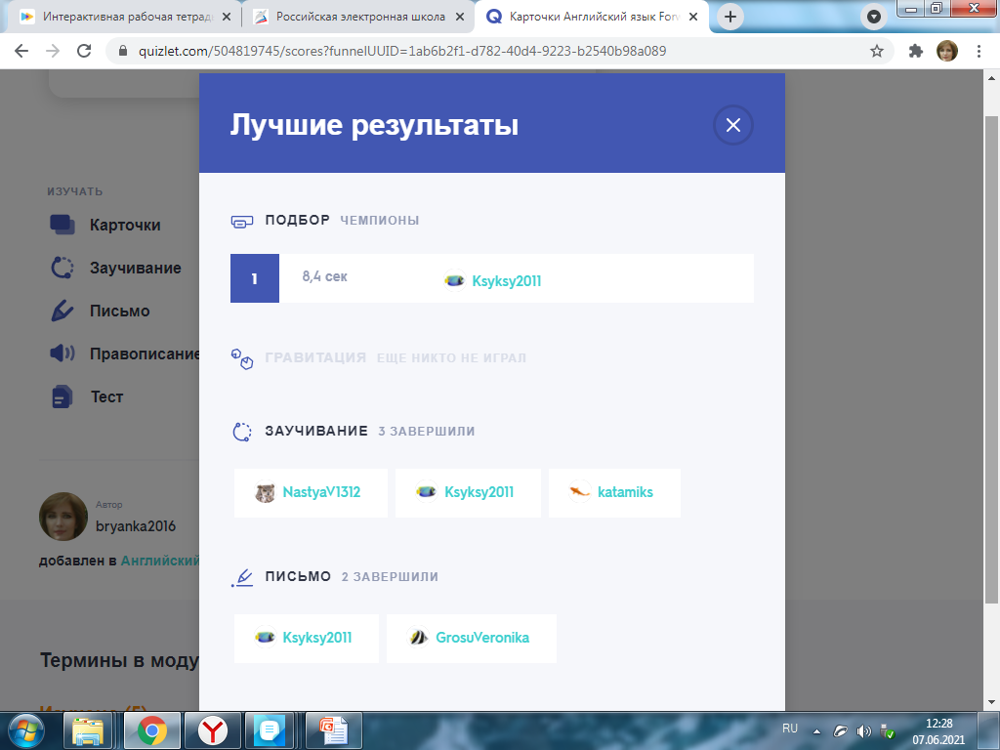 Интерактивная рабочая тетрад
Российская электронная школа
Карточки Английский язык Forw
quizlet.com/504819745/scores?funnelUUID=1ab6b2f1-d782-40d4-9223-b2540b98a089
Лучшие результаты
ИЗУЧАТЬ
Карточки
Заучивание
Письмо
Правописание
Тест
Автор
bryanka2016
добавлен в Английский
Термины в моду
ПОДБОР ЧЕМПИОНЫ
1 8,4 сек Ksyksy2011
ГРАВИТАЦИЯ ЕЩЕ НИКТО НЕ ИГРАЛ
ЗАУЧИВАНИЕ 3 ЗАВЕРШИЛИ
NastyaV1312 Ksyksy2011 katamiks
ПИСЬМО 2 ЗАВЕРШИЛИ
Ksyksy2011 GrosuVeronika
RU
12:28
07.06.2021